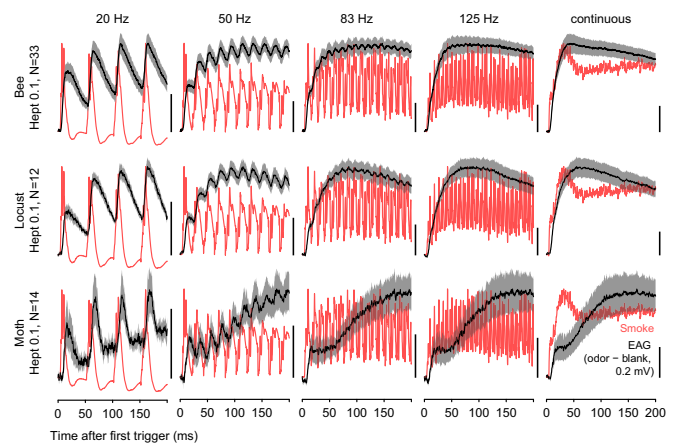 20 Hz 50 Hz 83 Hz 125 Hz continuous
Bee
Hept 0.1, N=33
Locust
Hept 0.1, N=12
Moth
Hept 0.1, N=14
Smoke
EAG
(odor − blank,
0.2 mV)
0 50 100 150 0 50 100 150 0 50 100 150 0 50 100 150 0 50 100 150 200
Time after first trigger (ms)